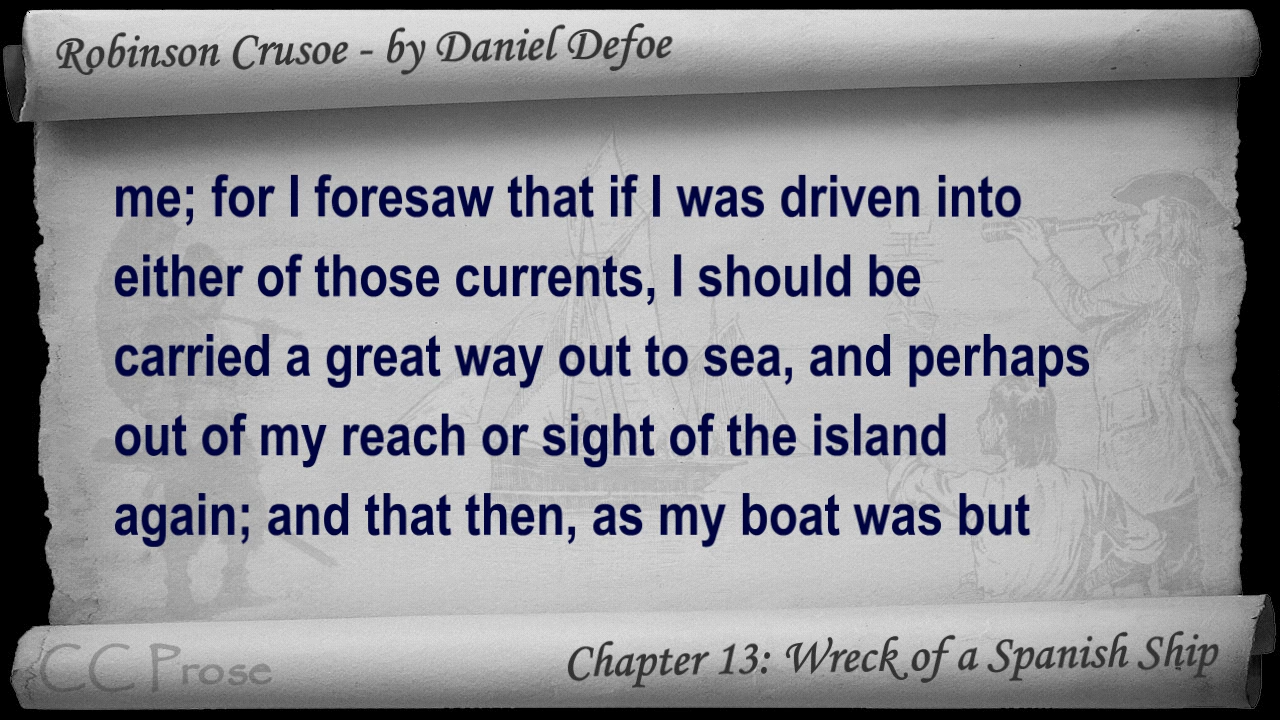 Robinson Crusoe - by Daniel Defoe
me; for I foresaw that if I was driven into
either of those currents, I should be
carried a great way out to sea, and perhaps
out of my reach or sight of the island
again; and that then, as my boat was but
CC Prose
Chapter 13: Wreck of a Spanish Ship